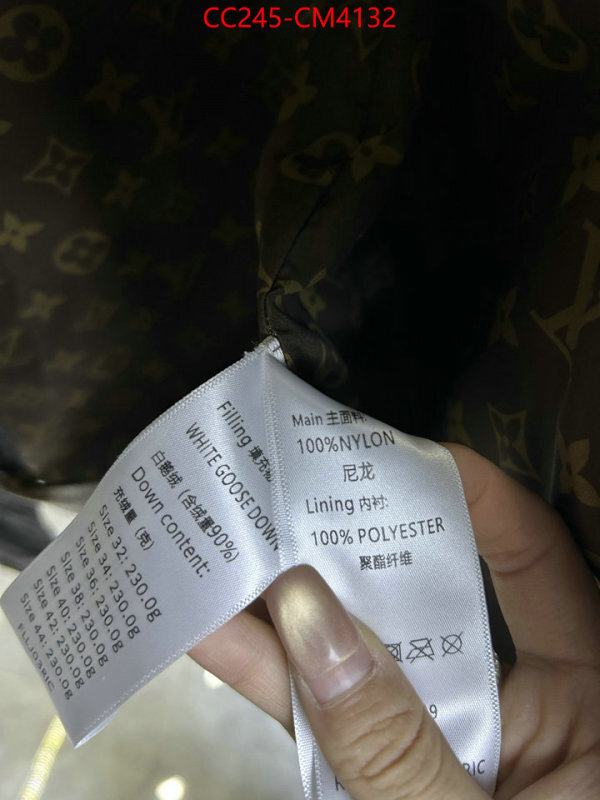 CC245-CM4132
Filling 填充物:
WHITE GOOSE DOWN
白鹅绒（含绒量90%）
Down content:
充绒量（克）
Size 32: 230.0g
Size 34: 230.0g
Size 36: 230.0g
Size 38: 230.0g
Size 40: 230.0g
Size 42: 230.0g
Size 44: 230.0g
Main 主面料:
100%NYLON
尼龙
Lining 内衬:
100% POLYESTER
聚酯纤维
9
RIC